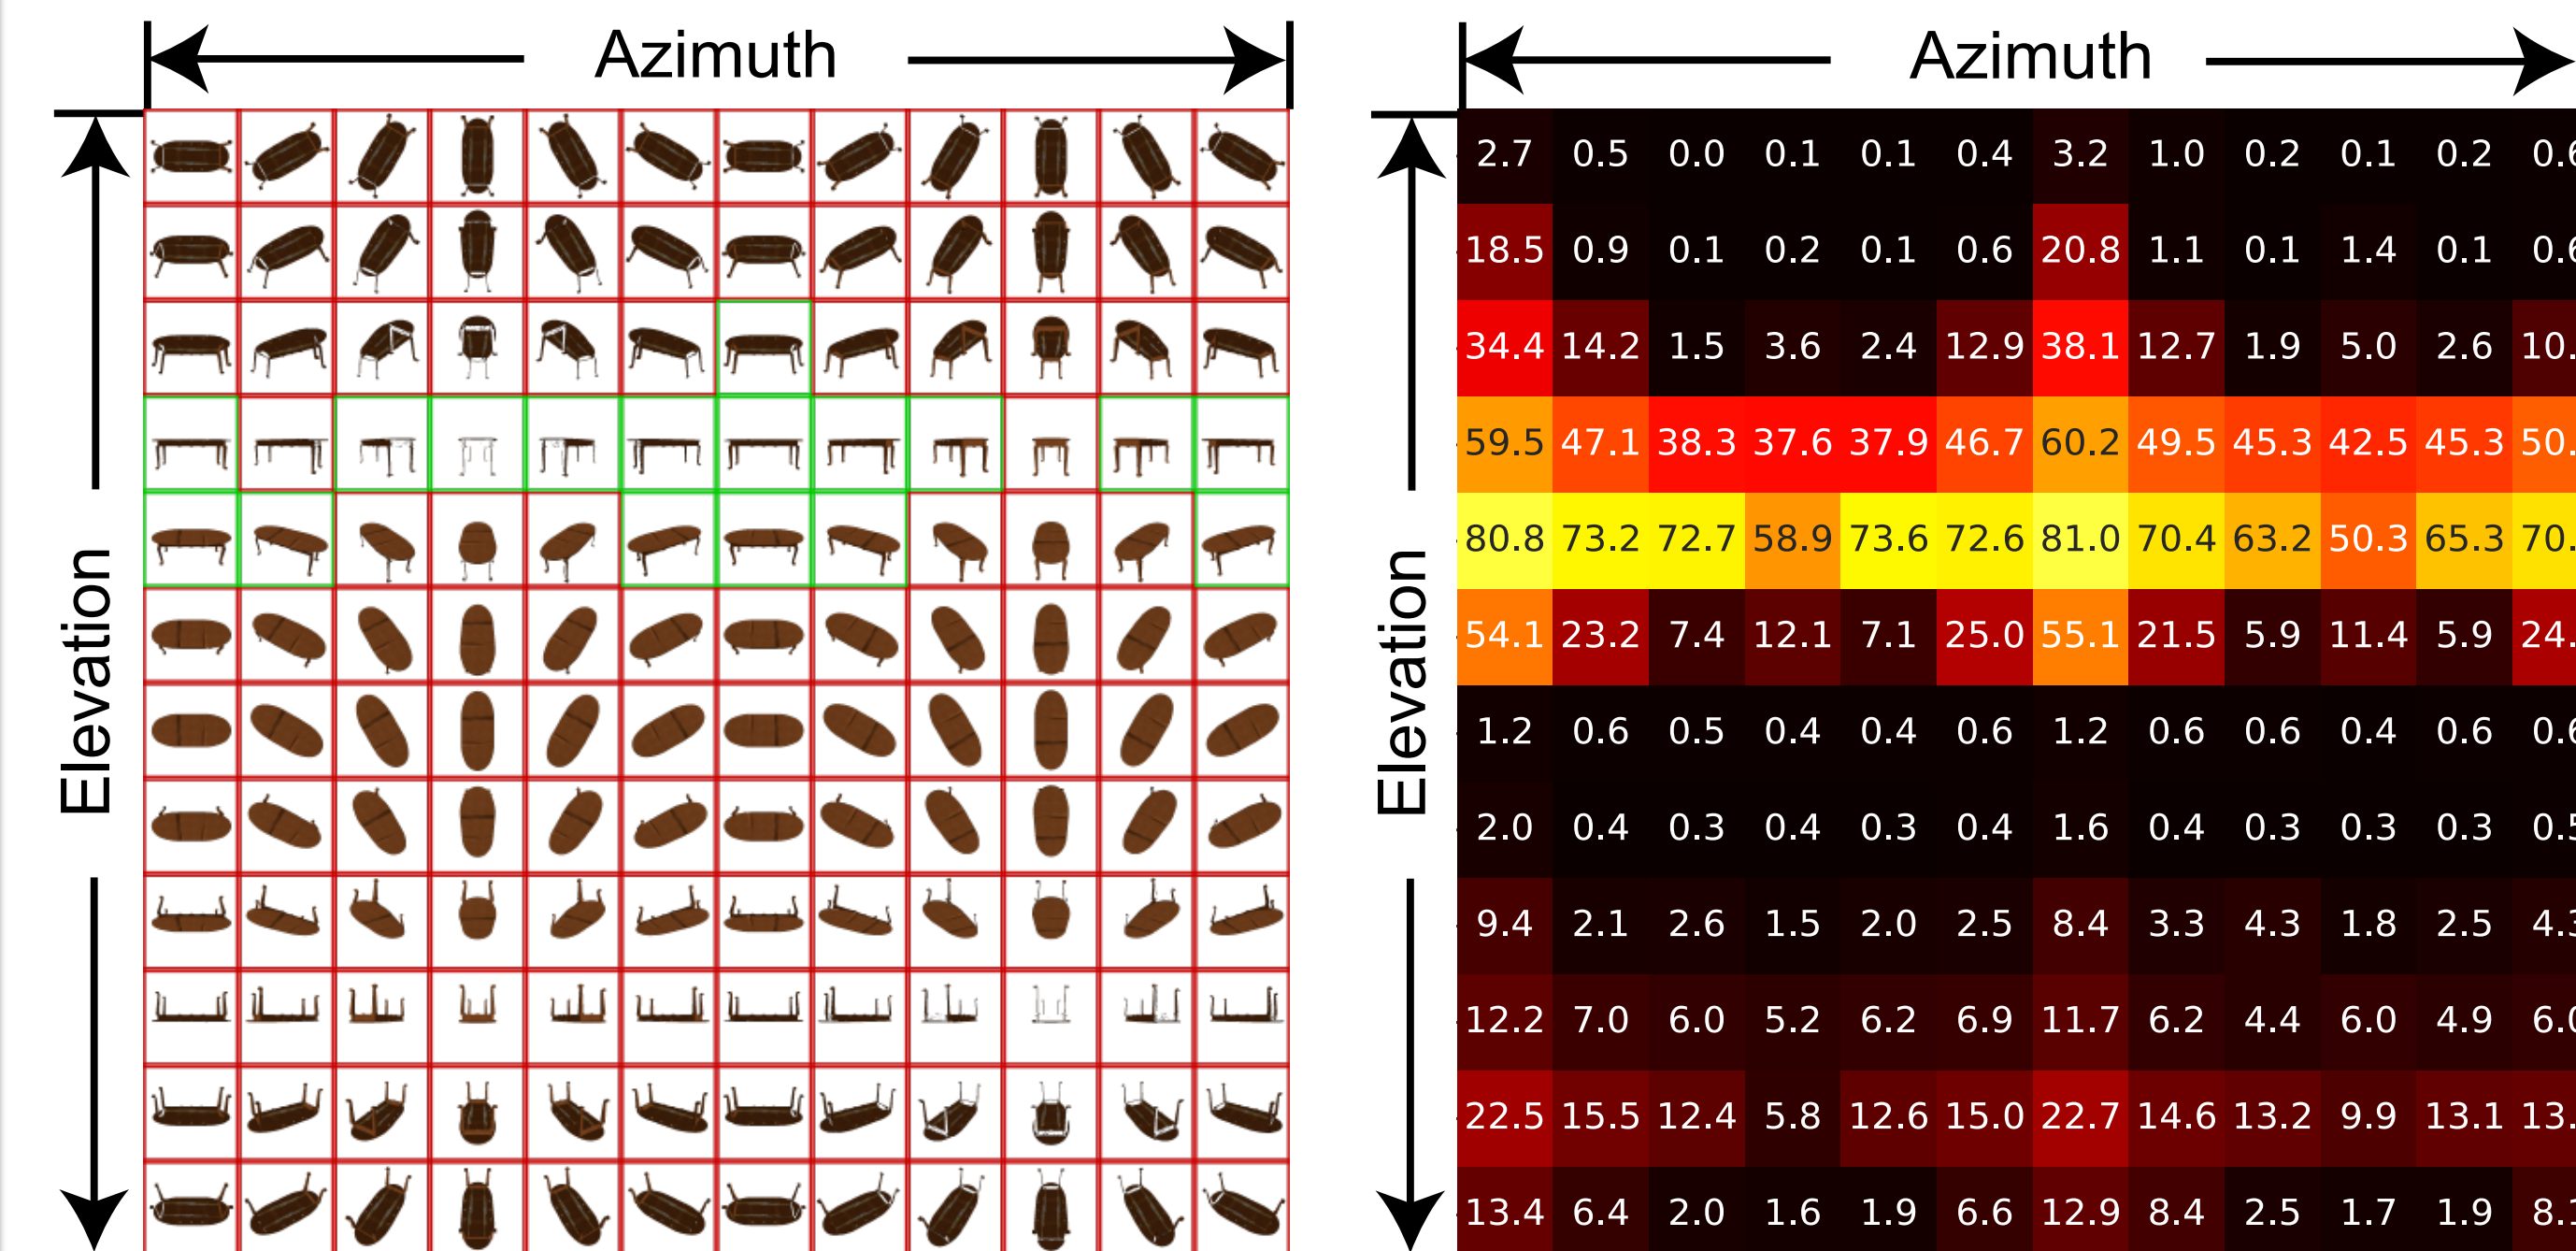 Azimuth
Azimuth
Elevation
Elevation
2.7 0.5 0.0 0.1 0.1 0.4 3.2 1.0 0.2 0.1 0.2
18.5 0.9 0.1 0.2 0.1 0.6 20.8 1.1 0.1 1.4 0.1
34.4 14.2 1.5 3.6 2.4 12.9 38.1 12.7 1.9 5.0 2.6 10.
59.5 47.1 38.3 37.6 37.9 46.7 60.2 49.5 45.3 42.5 45.3 50.
80.8 73.2 72.7 58.9 73.6 72.6 81.0 70.4 63.2 50.3 65.3 70.
54.1 23.2 7.4 12.1 7.1 25.0 55.1 21.5 5.9 11.4 5.9 24.
1.2 0.6 0.5 0.4 0.4 0.6 1.2 0.6 0.6 0.4 0.6
2.0 0.4 0.3 0.4 0.3 0.4 1.6 0.4 0.3 0.3 0.3
9.4 2.1 2.6 1.5 2.0 2.5 8.4 3.3 4.3 1.8 2.5
12.2 7.0 6.0 5.2 6.2 6.9 11.7 6.2 4.4 6.0 4.9
22.5 15.5 12.4 5.8 12.6 15.0 22.7 14.6 13.2 9.9 13.1 13.
13.4 6.4 2.0 1.6 1.9 6.6 12.9 8.4 2.5 1.7 1.9